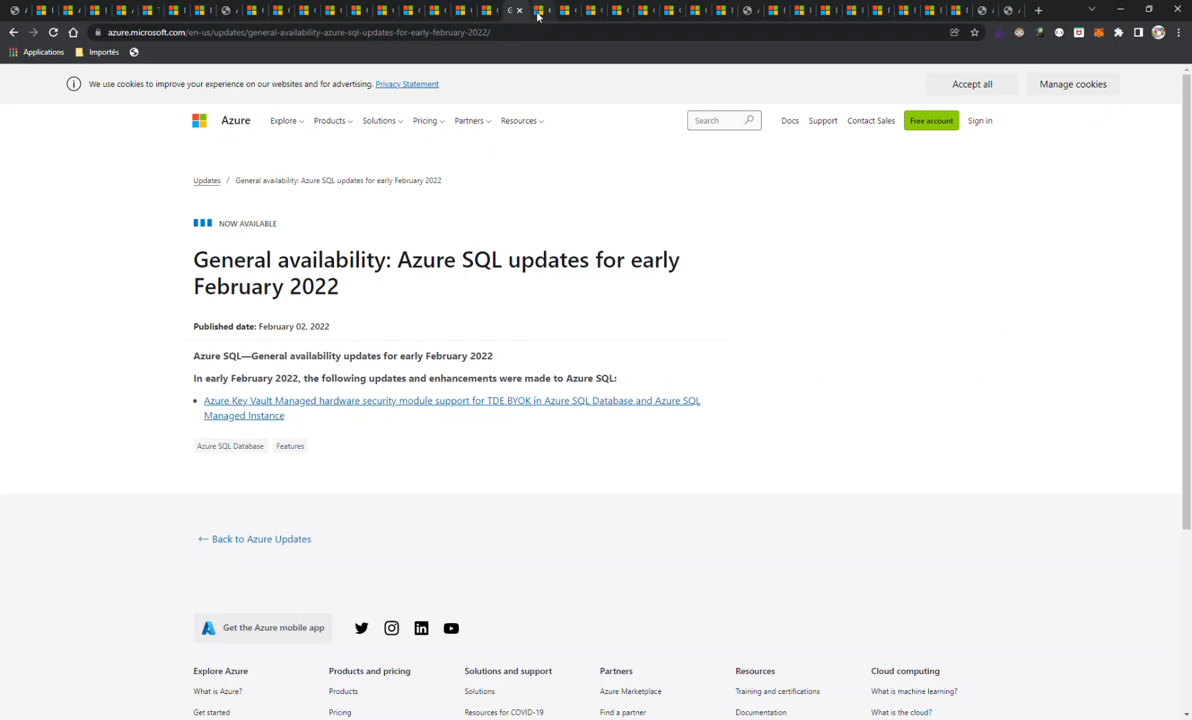 azure.microsoft.com/en-us/updates/general-availability-azure-sql-updates-for-early-february-2022/
Applications Importés
We use cookies to improve your experience on our websites and for advertising. Privacy Statement Accept all Manage cookies
Azure Explore Products Solutions Pricing Partners Resources Search Docs Support Contact Sales Free account Sign in
Updates / General availability: Azure SQL updates for early February 2022
NOW AVAILABLE
General availability: Azure SQL updates for early
February 2022
Published date: February 02, 2022
Azure SQL—General availability updates for early February 2022
In early February 2022, the following updates and enhancements were made to Azure SQL:
• Azure Key Vault Managed hardware security module support for TDE BYOK in Azure SQL Database and Azure SQL
Managed Instance
Azure SQL Database Features
← Back to Azure Updates
Get the Azure mobile app
Explore Azure Products and pricing Solutions and support Partners Resources Cloud computing
What is Azure? Products Solutions Azure Marketplace Training and certifications What is machine learning?
Get started Pricing Resources for COVID-19 Find a partner Documentation What is the cloud?